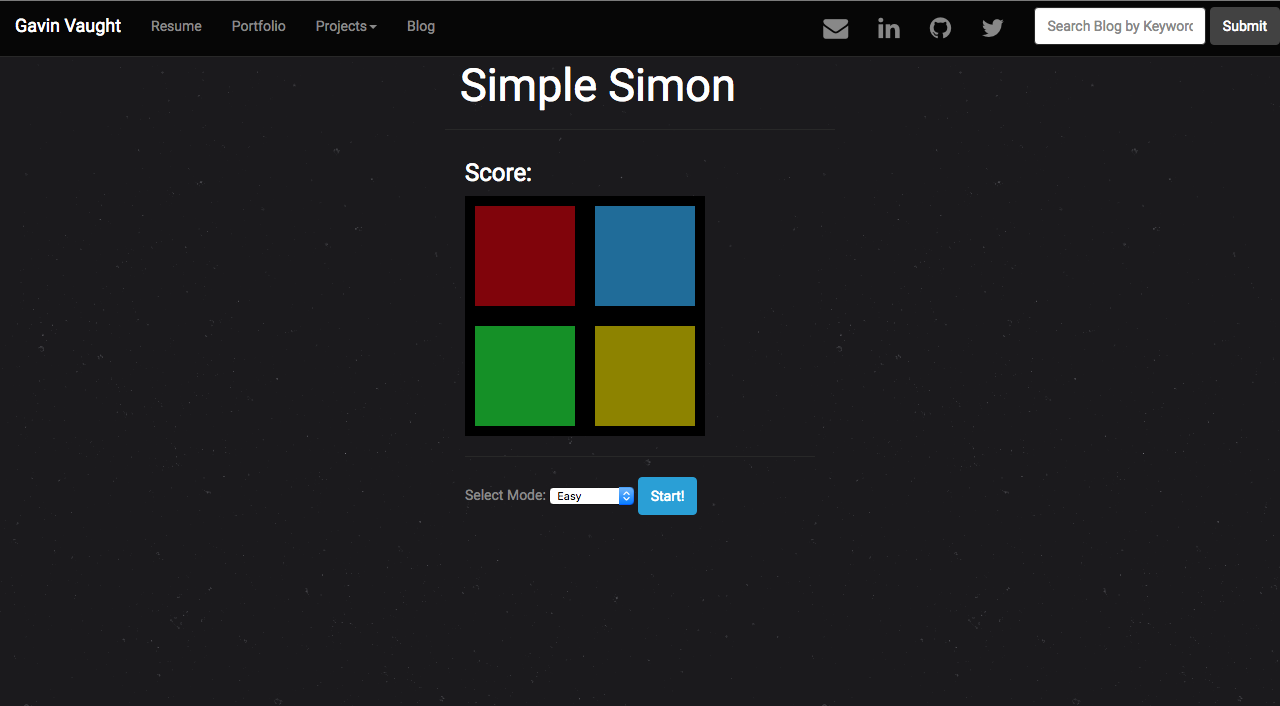 Gavin Vaught Resume Portfolio Projects Blog Search Blog by Keyword Submit
Simple Simon
Score:
Select Mode: Easy Start!